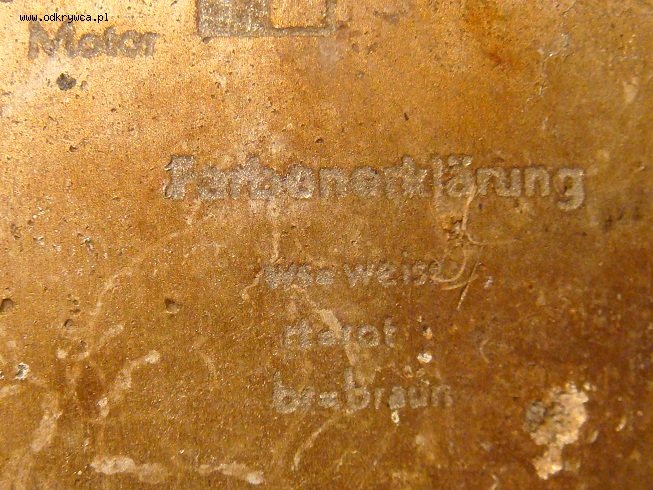 www.odkrywca.pl
Motor
Farbenerklärung
ws=weiss
rt=rot
br=braun